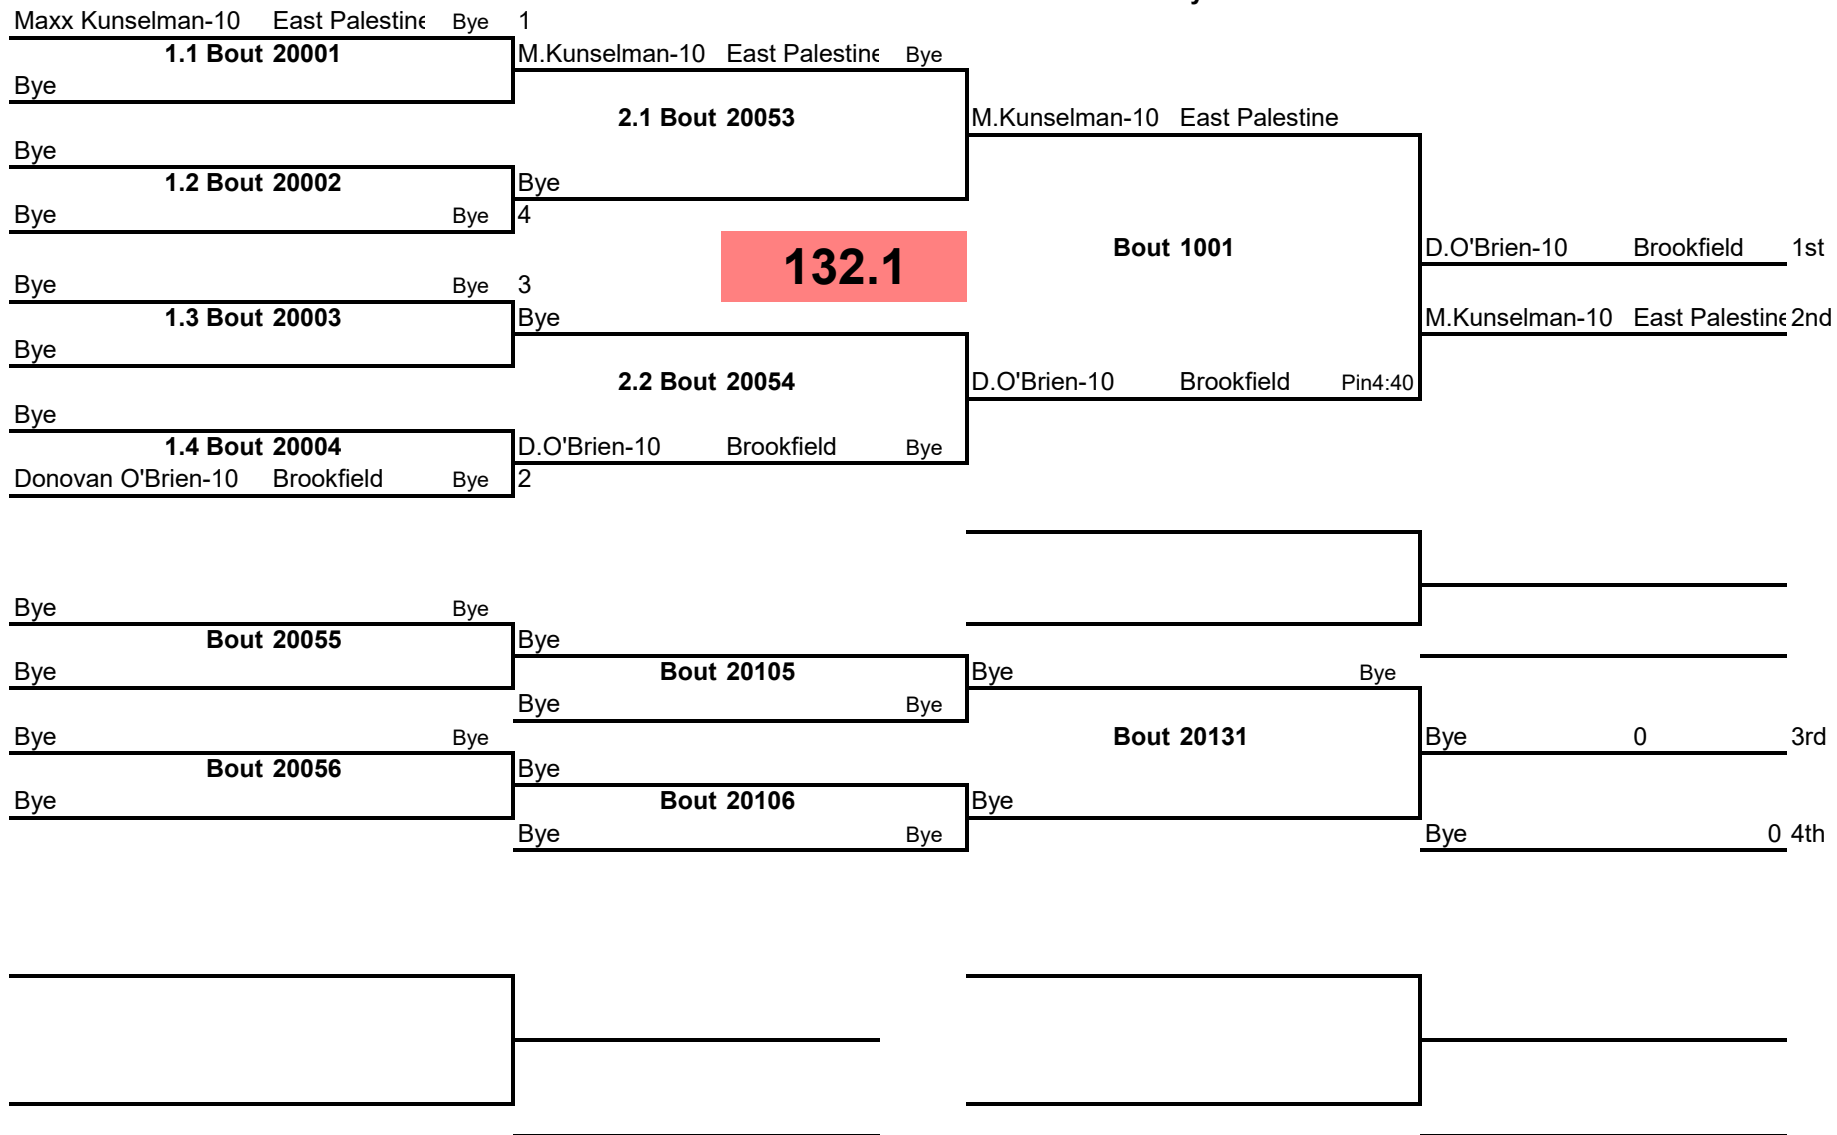 Maxx Kunselman-10 East Palestine Bye 1
1.1 Bout 20001 M.Kunselman-10 East Palestine Bye
Bye
2.1 Bout 20053 M.Kunselman-10 East Palestine
Bye
1.2 Bout 20002 Bye
Bye Bye 4
132.1 Bout 1001 D.O'Brien-10 Brookfield 1st
Bye Bye 3
1.3 Bout 20003 Bye M.Kunselman-10 East Palestine 2nd
Bye
2.2 Bout 20054 D.O'Brien-10 Brookfield Pin4:40
Bye
1.4 Bout 20004 D.O'Brien-10 Brookfield Bye
Donovan O'Brien-10 Brookfield Bye 2
Bye Bye
Bout 20055 Bye
Bye Bout 20105 Bye Bye
Bye Bye
Bye Bye Bout 20131 Bye 0 3rd
Bout 20056 Bye
Bye Bout 20106 Bye
Bye Bye Bye 0 4th